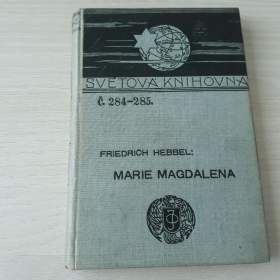 SVĚTOVÁ KNIHOVNA
Č. 284-285.
FRIEDRICH HEBBEL:
MARIE MAGDALENA